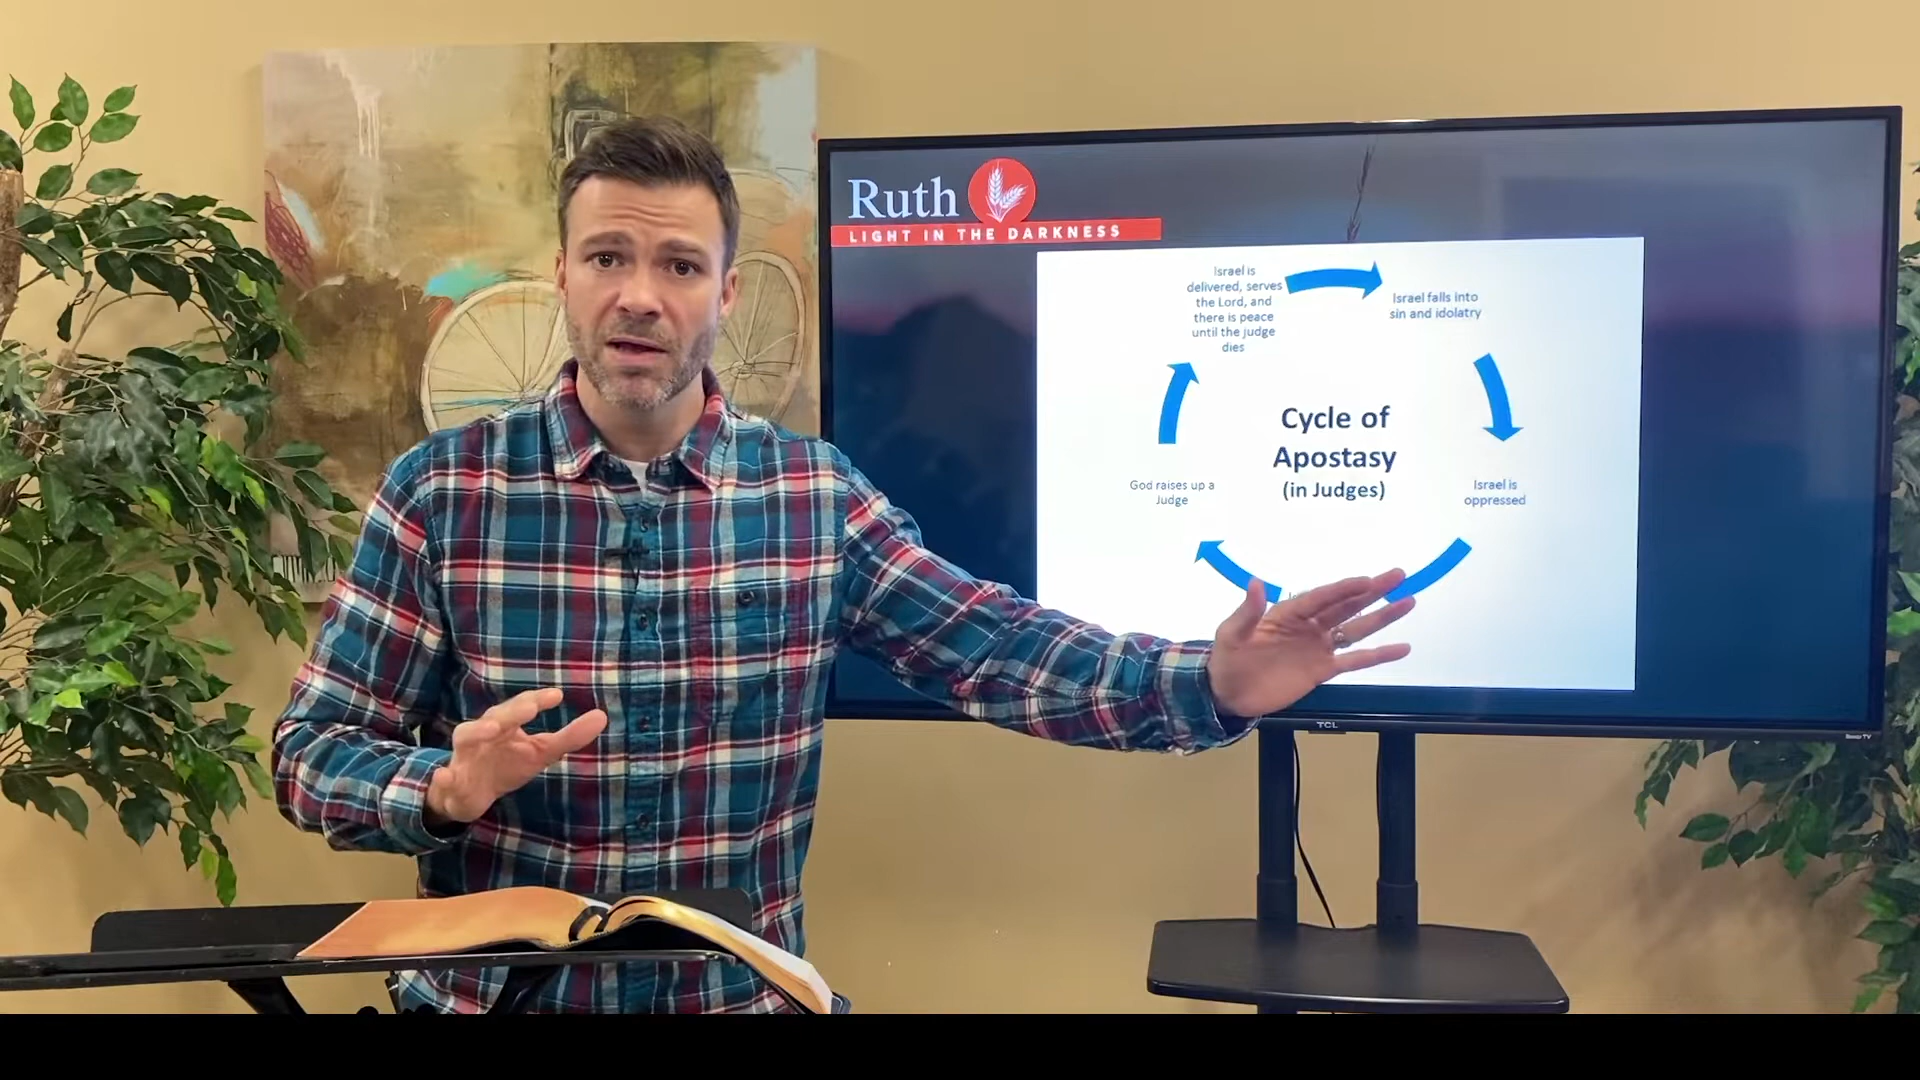 Ruth
LIGHT IN THE DARKNESS
Israel is
delivered, serves
the Lord, and
there is peace
until the judge
dies
Israel falls into
sin and idolatry
Cycle of
Apostasy
(in Judges)
God raises up a
Judge
Israel is
oppressed
TCL
Roku TV